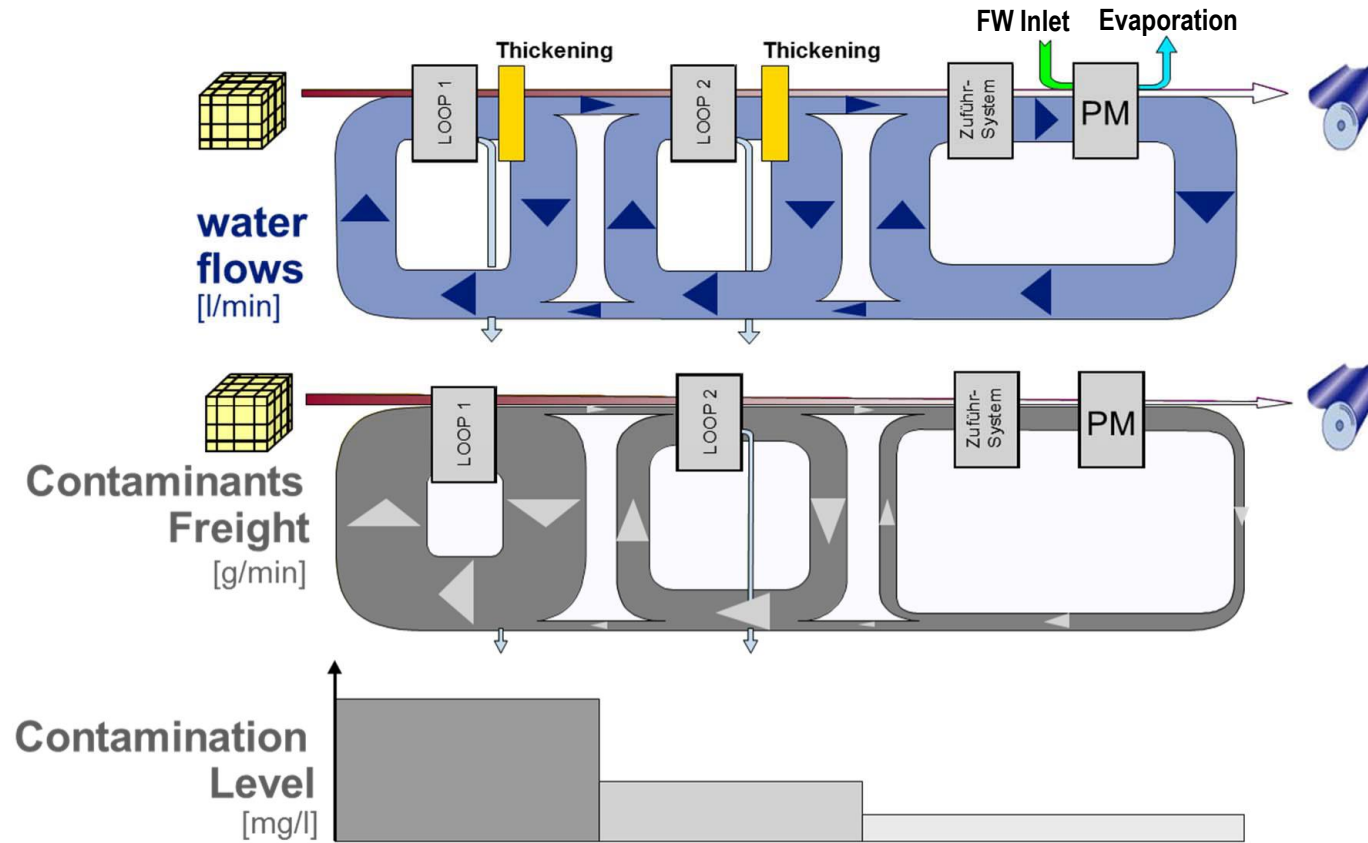 FW Inlet
Evaporation
Thickening
Thickening
LOOP 1
LOOP 2
Zuführ-
System
PM
water
flows
[l/min]
LOOP 1
LOOP 2
Zuführ-
System
PM
Contaminants
Freight
[g/min]
Contamination
Level
[mg/l]